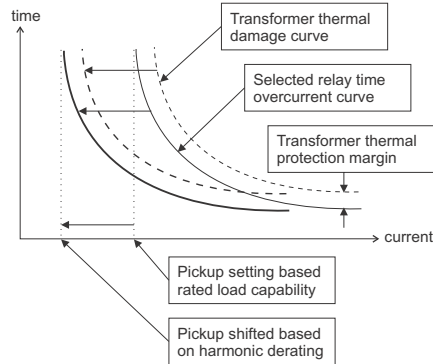 time
Transformer thermal
damage curve
Selected relay time
overcurrent curve
Transformer thermal
protection margin
current
Pickup setting based
rated load capability
Pickup shifted based
on harmonic derating